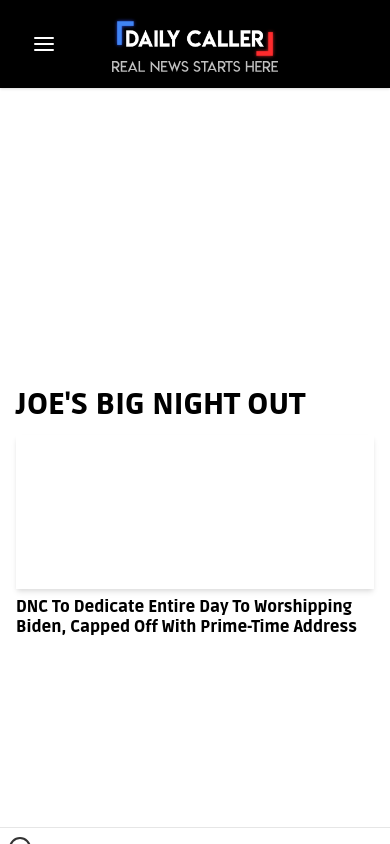 DAILY CALLER
REAL NEWS STARTS HERE
JOE'S BIG NIGHT OUT
DNC To Dedicate Entire Day To Worshipping
Biden, Capped Off With Prime-Time Address